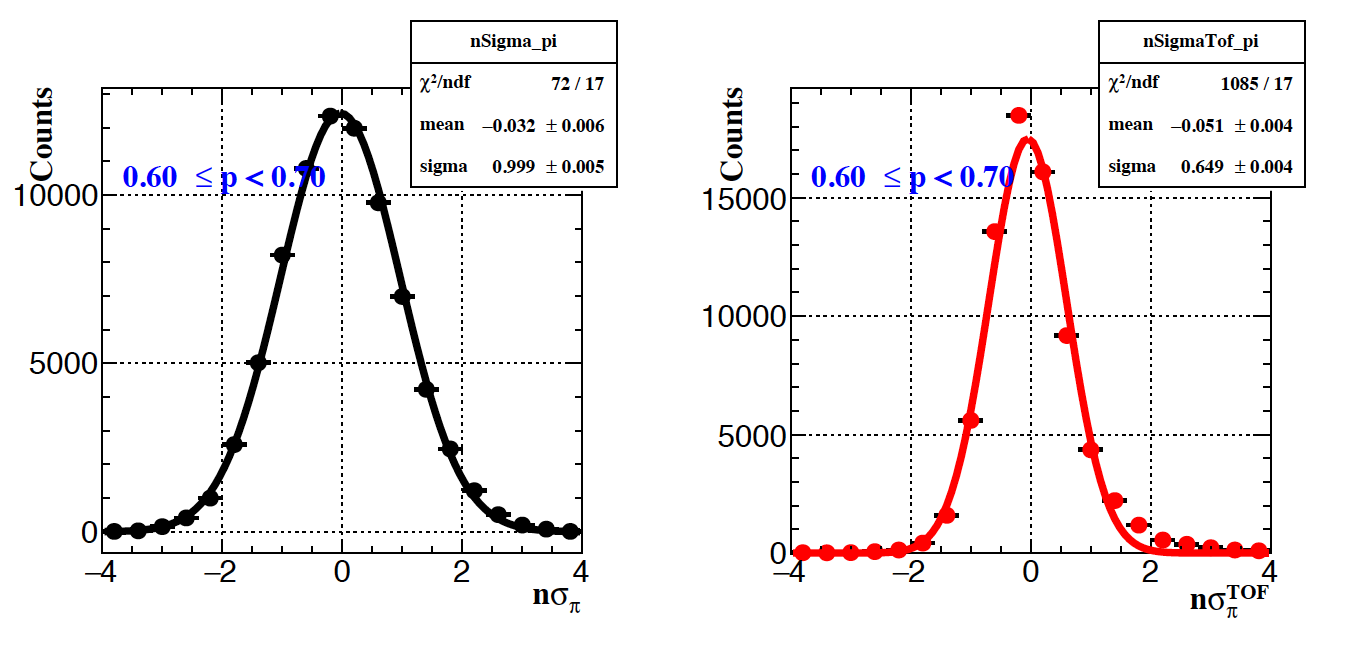 nSigma_pi
χ²/ndf 72 / 17
mean −0.032 ± 0.006
sigma 0.999 ± 0.005
Counts
0.60 ≤ p < 0.70
10000
5000
0
−4 −2 0 2 4
nσπ
nSigmaTof_pi
χ²/ndf 1085 / 17
mean −0.051 ± 0.004
sigma 0.649 ± 0.004
Counts
0.60 ≤ p < 0.70
15000
10000
5000
0
−4 −2 0 2 4
nσπTOF